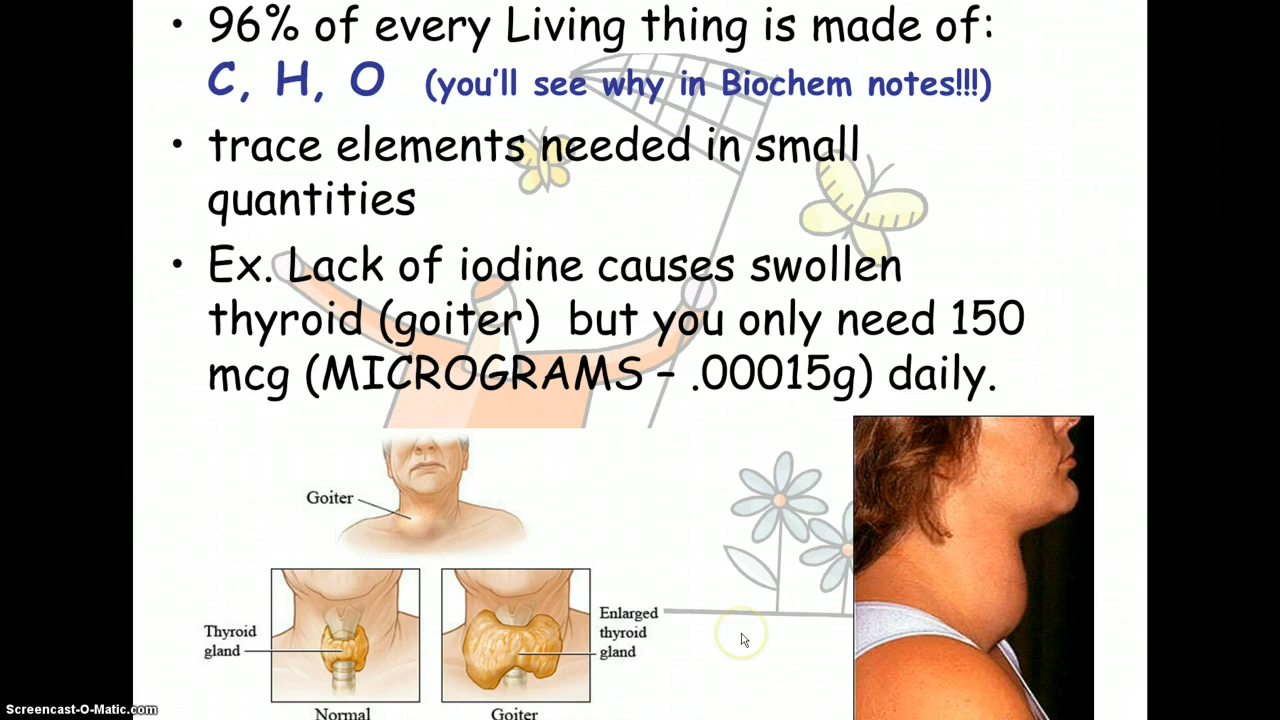 • 96% of every Living thing is made of:
C, H, O (you'll see why in Biochem notes!!!)
• trace elements needed in small
quantities
• Ex. Lack of iodine causes swollen
thyroid (goiter) but you only need 150
mcg (MICROGRAMS – .00015g) daily.
Goiter
Thyroid
gland
Enlarged
thyroid
gland
Normal
Goiter
Screencast-O-Matic.com